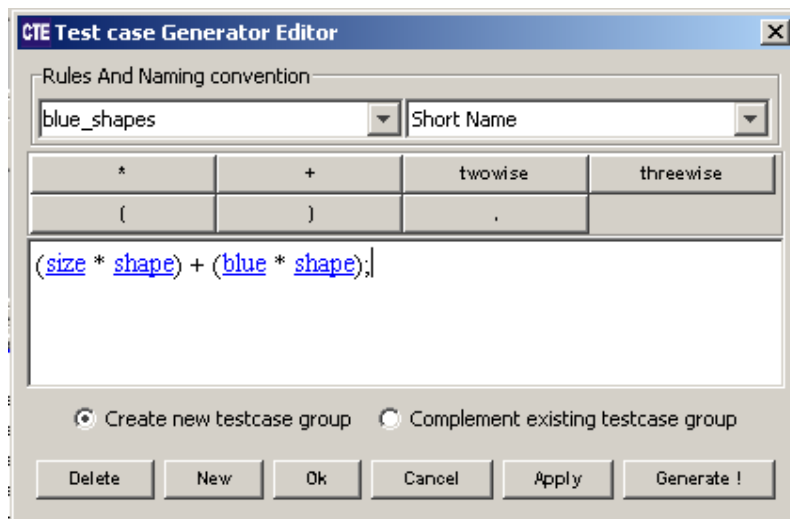 CTE Test case Generator Editor
Rules And Naming convention
blue_shapes Short Name
* + twowise threewise
( ) ,
(size * shape) + (blue * shape);
Create new testcase group Complement existing testcase group
Delete New Ok Cancel Apply Generate !